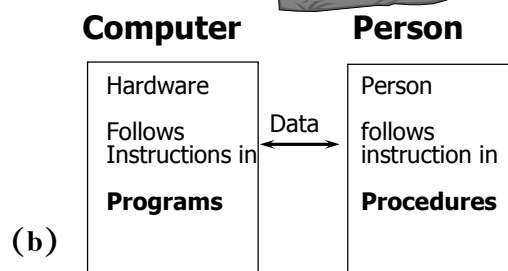 Computer
Person
Hardware
Follows
Instructions in
Programs
Data
Person
follows
instruction in
Procedures
(b)